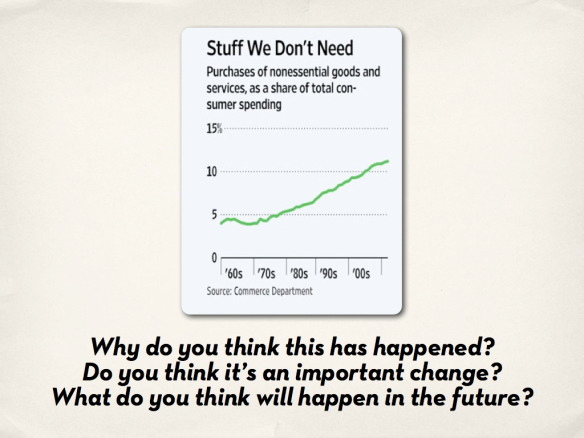 Stuff We Don't Need
Purchases of nonessential goods and
services, as a share of total con-
sumer spending
15%
10
5
0
'60s '70s '80s '90s '00s
Source: Commerce Department
Why do you think this has happened?
Do you think it's an important change?
What do you think will happen in the future?